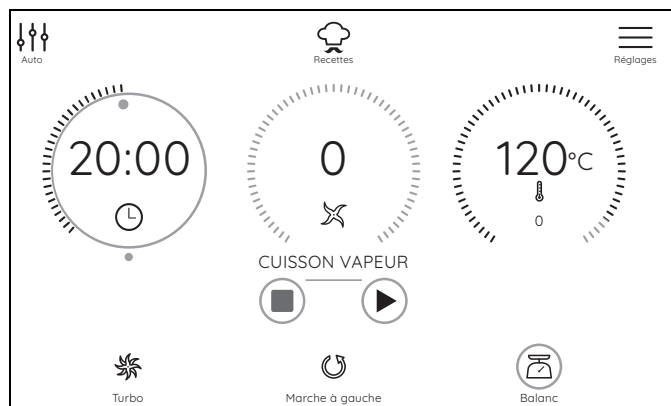 Auto
Recettes
Réglages
20:00
0
120°C
0
CUISSON VAPEUR
Turbo
Marche à gauche
Balanc